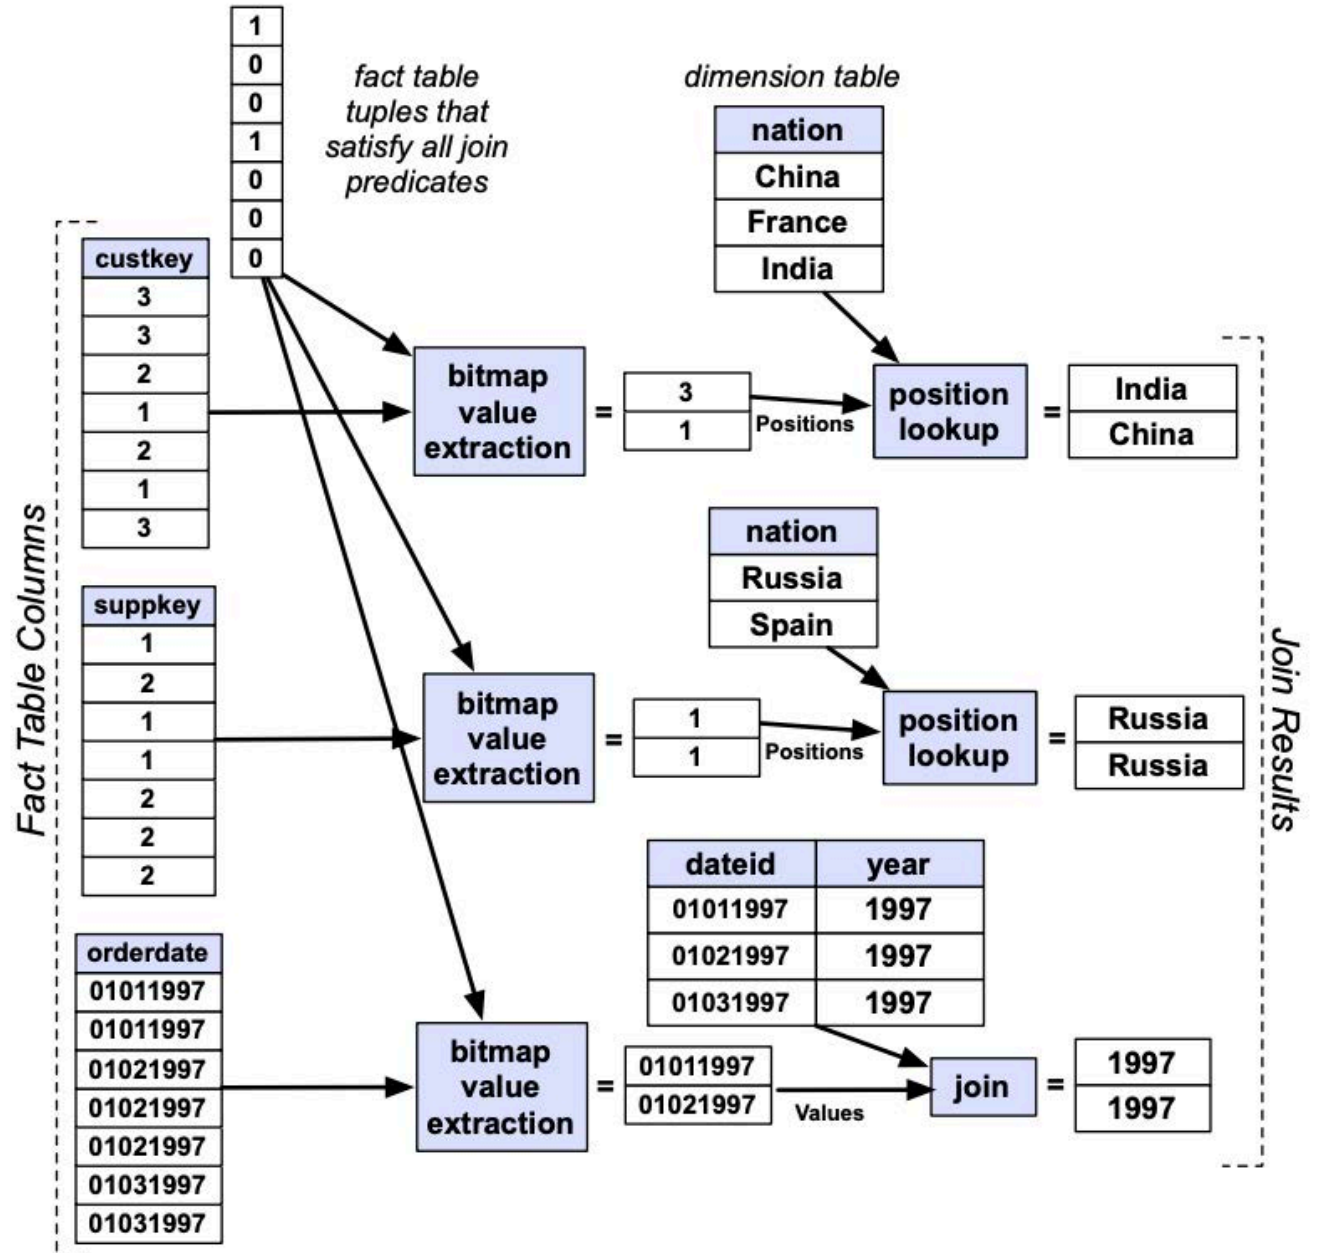 1
0
0
1
0
0
0
fact table
tuples that
satisfy all join
predicates
dimension table
nation
China
France
India
Fact Table Columns
custkey
3
3
2
1
2
1
3
bitmap
value
extraction
=
3
1
Positions
position
lookup
=
India
China
nation
Russia
Spain
suppkey
1
2
1
1
2
2
2
bitmap
value
extraction
=
1
1
Positions
position
lookup
=
Russia
Russia
Join Results
dateid year
01011997 1997
01021997 1997
01031997 1997
orderdate
01011997
01011997
01021997
01021997
01021997
01031997
01031997
bitmap
value
extraction
=
01011997
01021997
Values
join
=
1997
1997